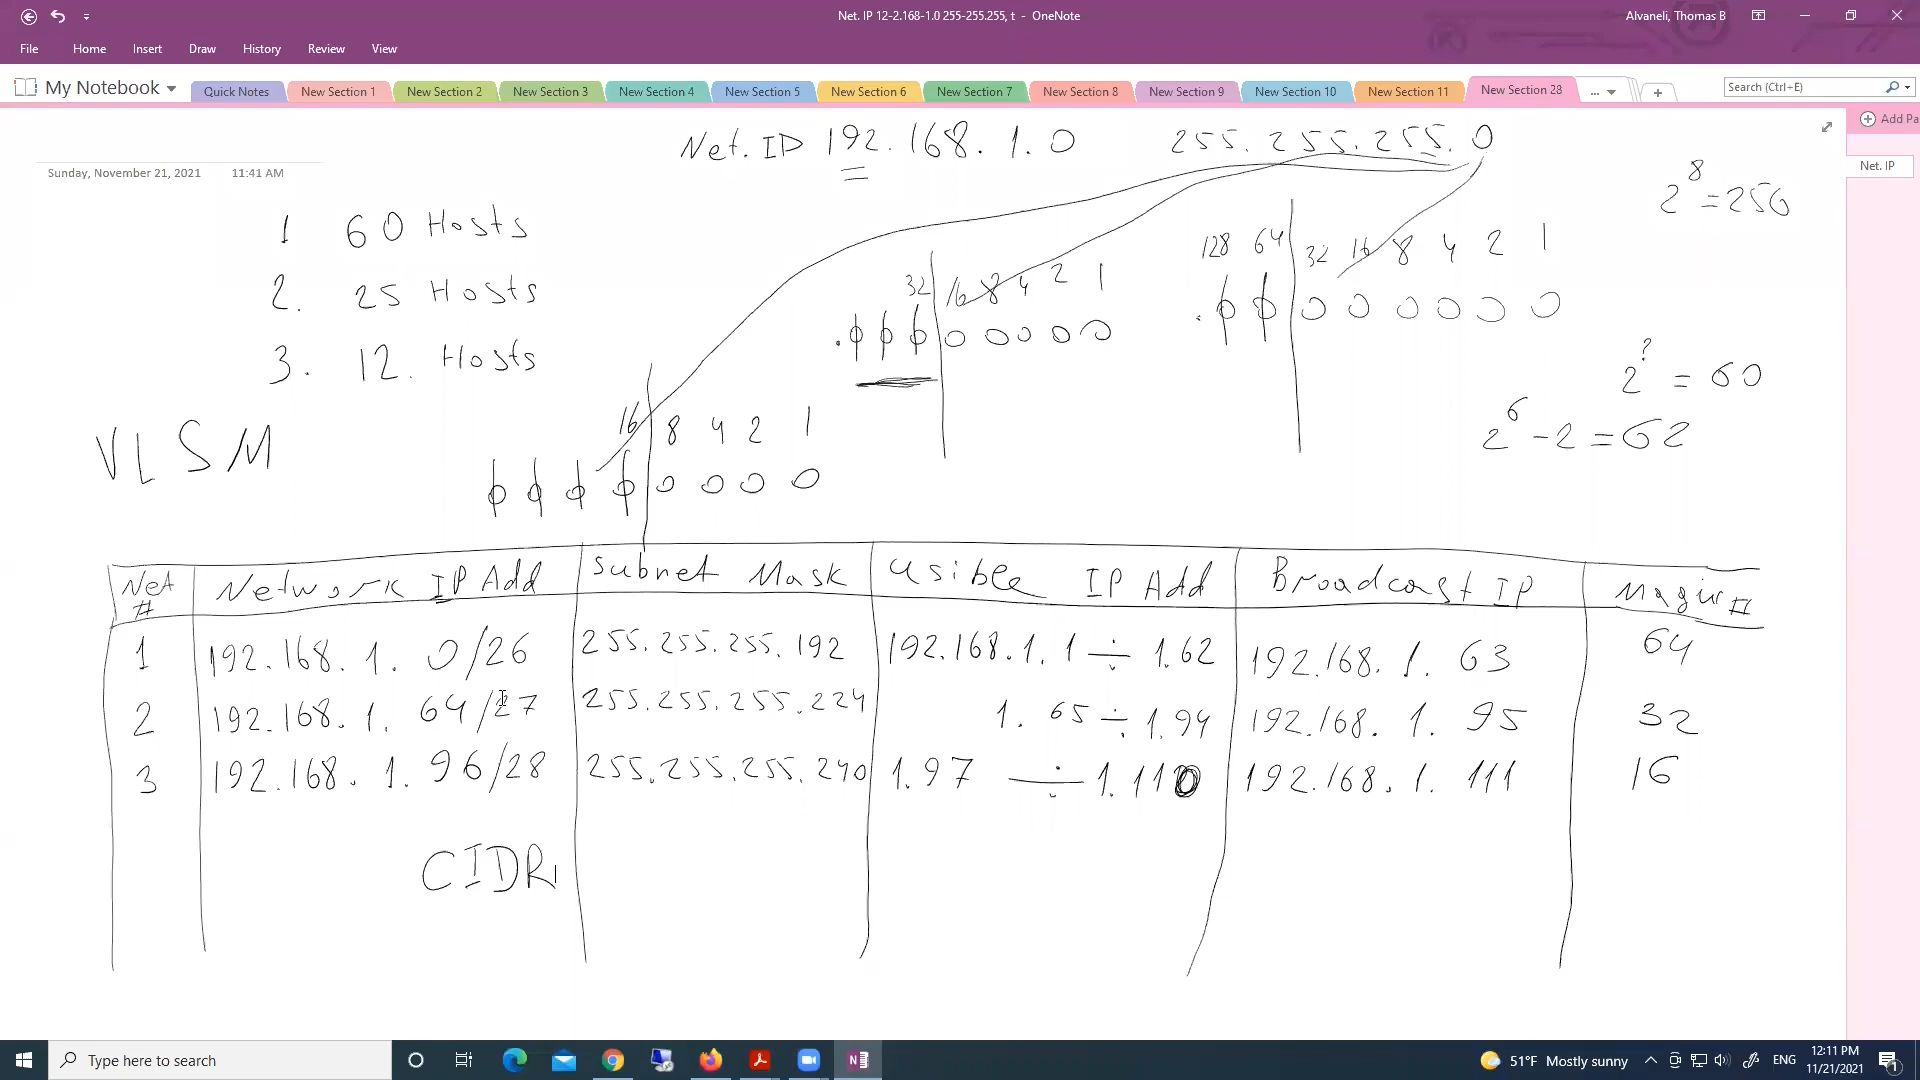 Net. IP 12-2.168-1.0 255-255.255, t - OneNote
Alvaneli, Thomas B
File Home Insert Draw History Review View
My Notebook Quick Notes New Section 1 New Section 2 New Section 3 New Section 4 New Section 5 New Section 6 New Section 7 New Section 8 New Section 9 New Section 10 New Section 11 New Section 28 ... +
Search (Ctrl+E)
Add Pa
Net. IP
Sunday, November 21, 2021 11:41 AM
Net. ID 192.168.1.0 255.255.255.0
2^8=256
1 60 Hosts
2. 25 Hosts
3. 12. Hosts
VLSM
128 64 32 16 8 4 2 1
.00000000
32 16 8 4 2 1
.00000000
16 8 4 2 1
00000000
2^?=60
2^6-2=62
Net # Network IP Add Subnet Mask Usible IP Add Broadcast IP Magic #
1 192.168.1.0/26 255.255.255.192 192.168.1.1 ÷ 1.62 192.168.1.63 64
2 192.168.1.64/27 255.255.255.224 1.65 ÷ 1.94 192.168.1.95 32
3 192.168.1.96/28 255.255.255.240 1.97 ÷ 1.110 192.168.1.111 16
CIDR
Type here to search
51°F Mostly sunny ENG 12:11 PM
11/21/2021
1